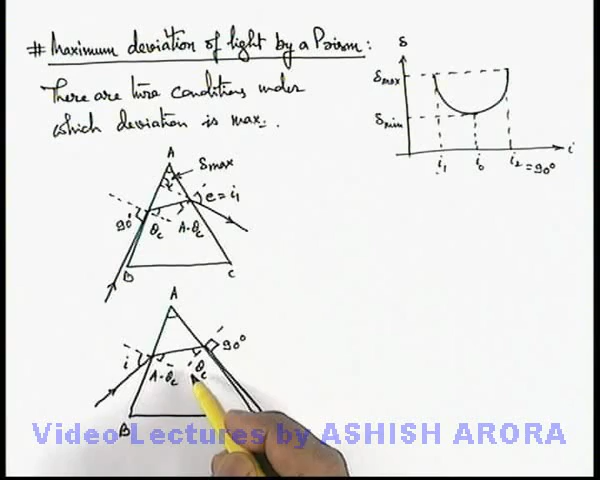 # Maximum deviation of light by a Prism :
There are two conditions under
which deviation is max.
δ
δmax
δmin
i₁ i₀ i₂ = 90° i
A
δmax
90° θc A-θc e = i₁
B C
A
i A-θc θc 90°
B
Video Lectures by ASHISH ARORA